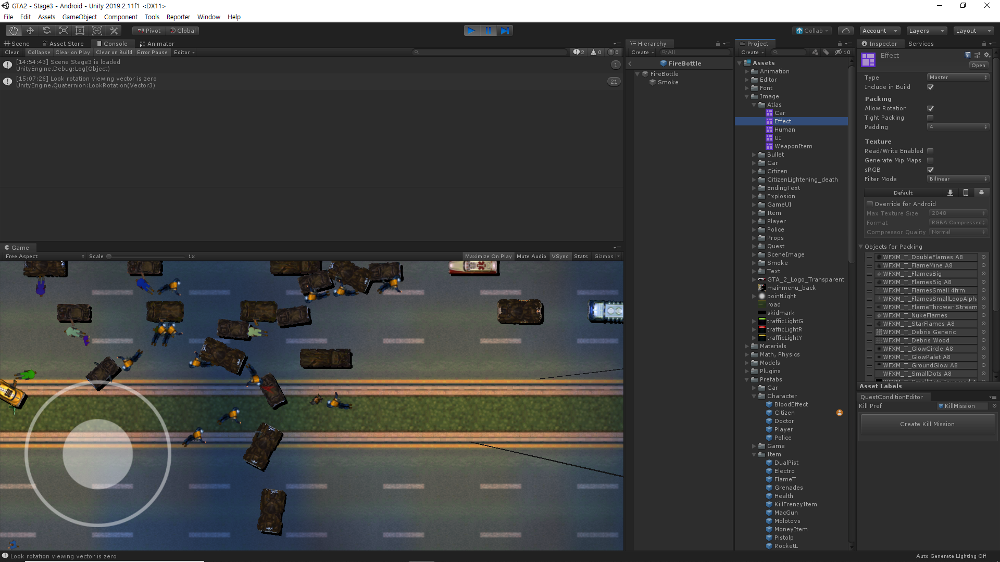 GTA2 - Stage3 - Android - Unity 2019.2.11f1 <DX11>
File Edit Assets GameObject Component Tools Reporter Window Help
Pivot Global Collab Account Layers Layout
Scene Asset Store Console Animator
Clear Collapse Clear on Play Clear on Build Error Pause Editor 2 0 0
[14:54:43] Scene Stage3 is loaded
UnityEngine.Debug:Log(Object)
1
[15:07:26] Look rotation viewing vector is zero
UnityEngine.Quaternion:LookRotation(Vector3)
21
Game
Free Aspect Scale 1x Maximize On Play Mute Audio VSync Stats Gizmos
Look rotation viewing vector is zero
Hierarchy
Create All
FireBottle
FireBottle
Smoke
Project
Create 10
Assets
Animation
Editor
Font
Image
Atlas
Car
Effect
Human
UI
WeaponItem
Bullet
Car
Citizen
CitizenLightening_death
EndingText
Explosion
GameUI
Item
Player
Police
Props
Quest
SceneImage
Smoke
Text
GTA_2_Logo_Transparent
mainmenu_back
pointLight
road
skidmark
trafficLightG
trafficLightR
trafficLightY
Materials
Math, Physics
Models
Plugins
Prefabs
Car
Character
BloodEffect
Citizen
Doctor
Player
Police
Game
Item
DualPist
Electro
FlameT
Grenades
Health
KillFrenzyItem
MacGun
Molotovs
MoneyItem
Pistolp
RocketL
Inspector Services
Effect
Open
Type Master
Include in Build
Packing
Allow Rotation
Tight Packing
Padding 4
Texture
Read/Write Enabled
Generate Mip Maps
sRGB
Filter Mode Bilinear
Default
Override for Android
Max Texture Size 2048
Format RGBA Compressed
Compressor Quality Normal
Objects for Packing
WFXM_T_DoubleFlames A8
WFXM_T_FlameMine A8
WFXM_T_FlamesBig
WFXM_T_FlamesBig A8
WFXM_T_FlamesSmall 4frm
WFXM_T_FlamesSmallLoopAlph
WFXM_T_FlameThrower Stream
WFXM_T_NukeFlames
WFXM_T_StarFlames A8
WFXM_T_Debris Generic
WFXM_T_Debris Wood
WFXM_T_GlowCircle A8
WFXM_T_GlowPalet A8
WFXM_T_GroundGlow A8
WFXM_T_SmallDots A8
Asset Labels
QuestConditionEditor
Kill Pref KillMission
Create Kill Mission
Auto Generate Lighting Off